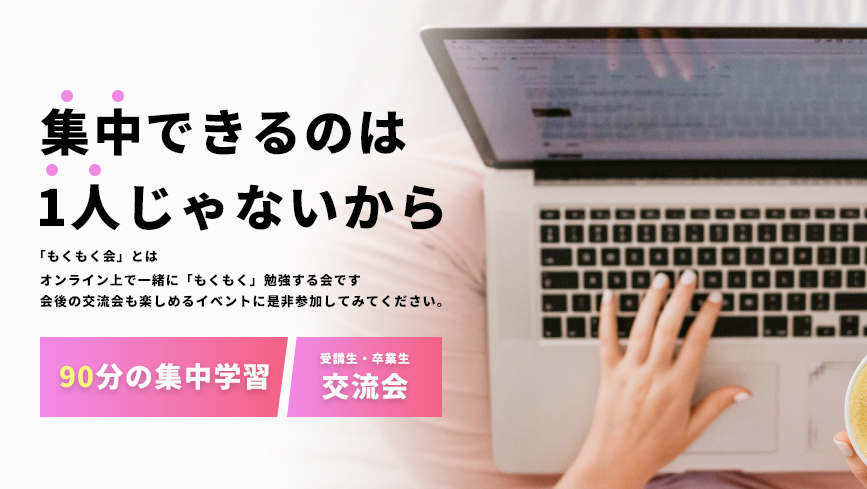 集中できるのは
1人じゃないから
「もくもく会」とは
オンライン上で一緒に「もくもく」勉強する会です
会後の交流会も楽しめるイベントに是非参加してみてください。
90分の集中学習
受講生・卒業生
交流会